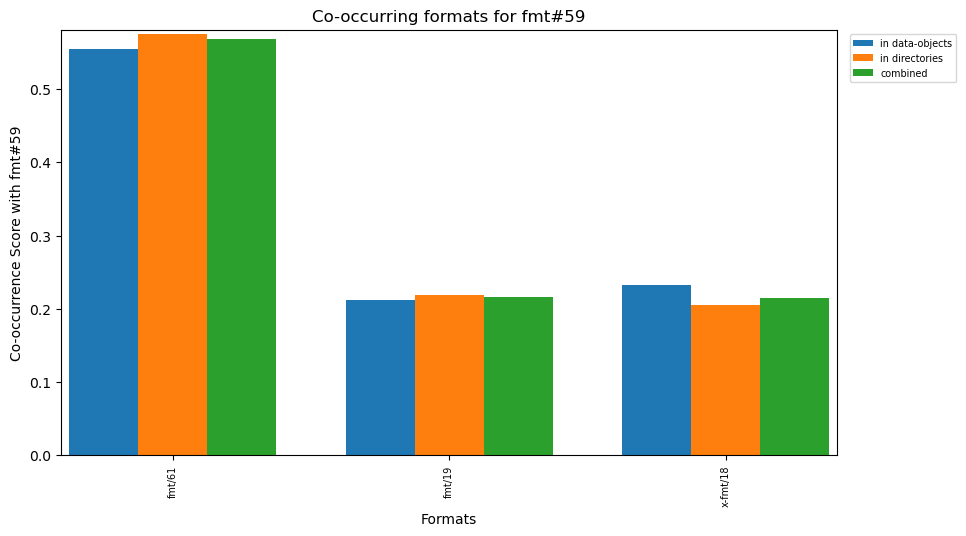 Co-occurring formats for fmt#59
in data-objects
in directories
combined
Co-occurrence Score with fmt#59
0.5
0.4
0.3
0.2
0.1
0.0
fmt/61
fmt/19
x-fmt/18
Formats